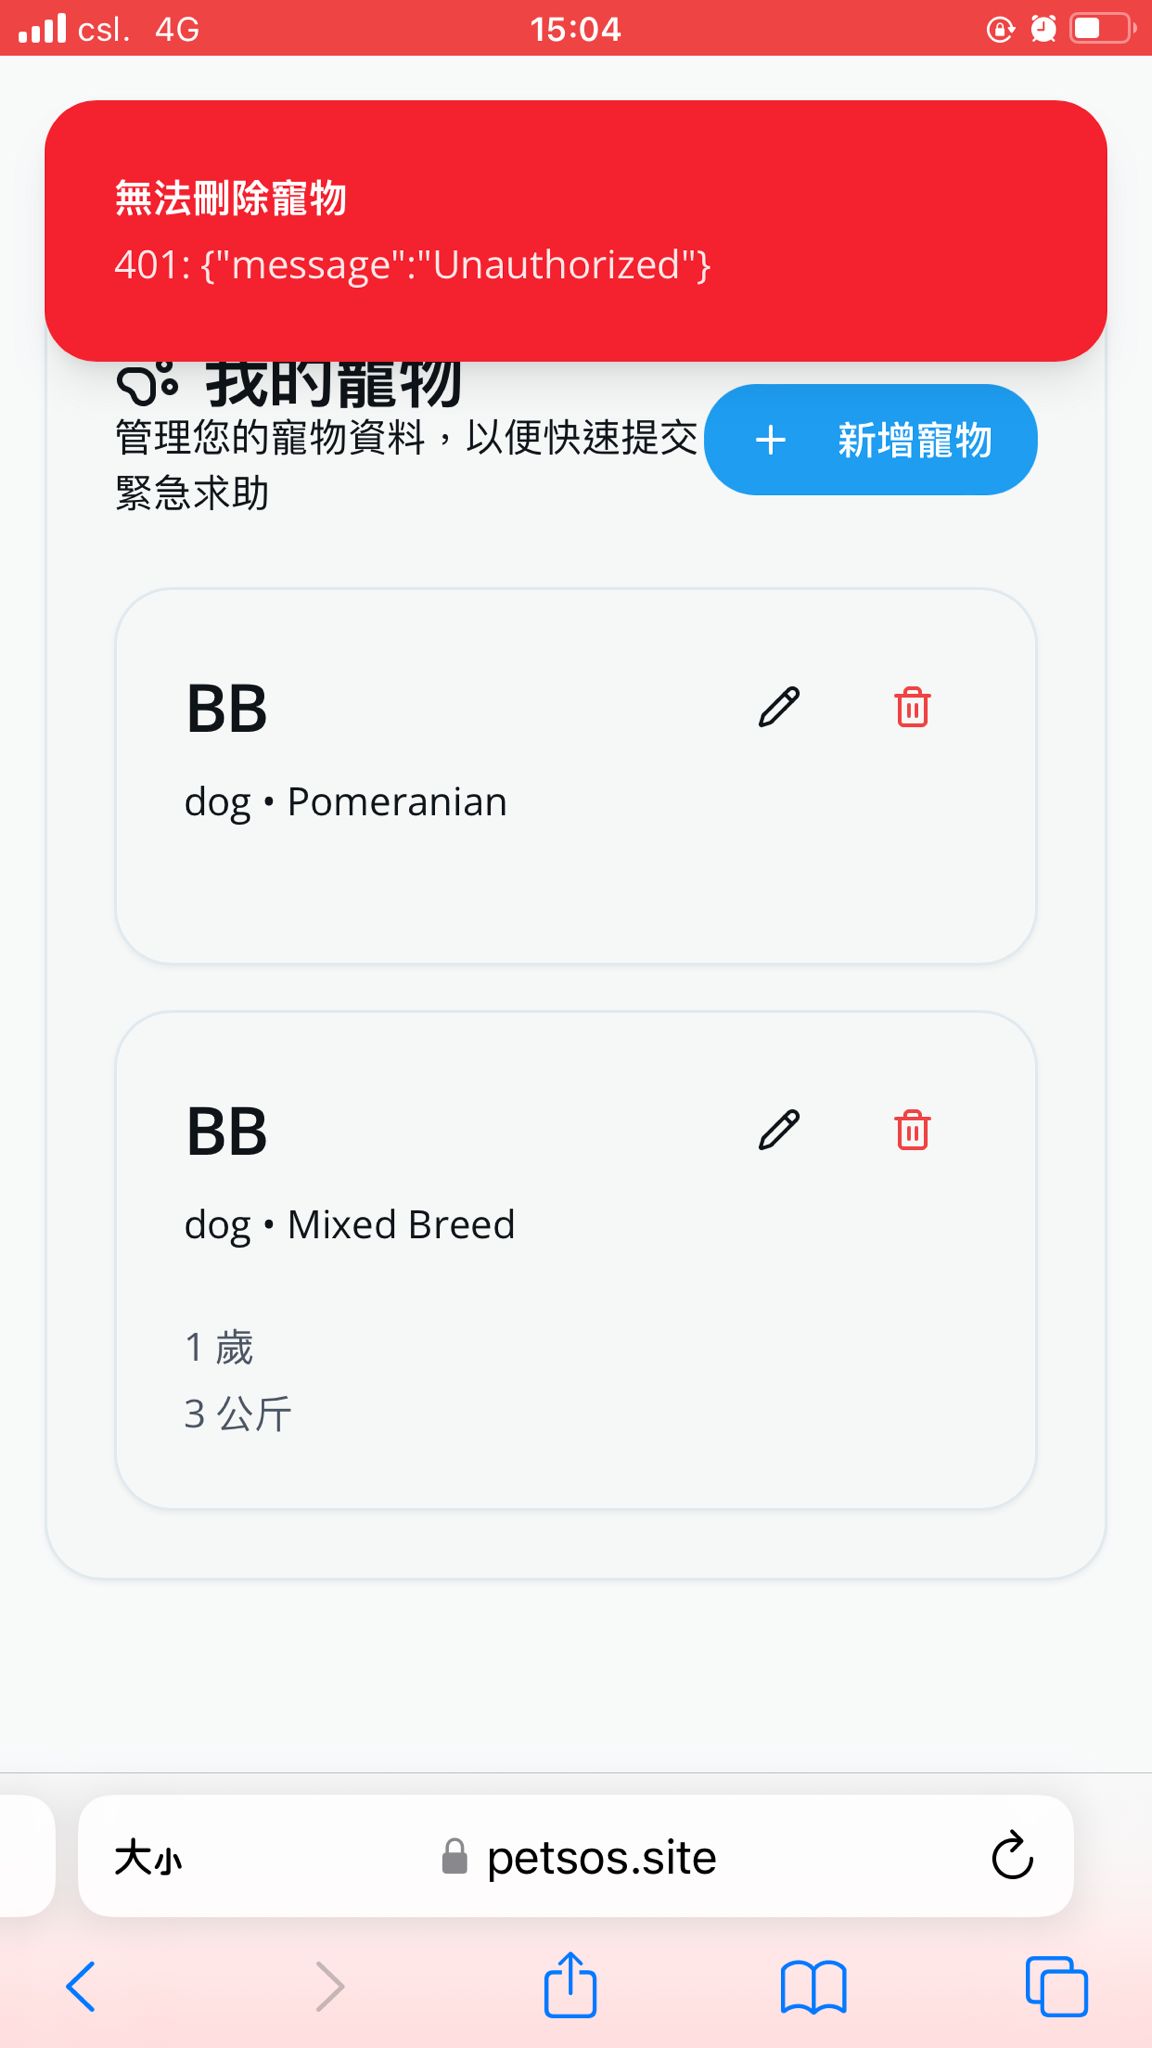 csl. 4G 15:04
無法刪除寵物
401: {"message":"Unauthorized"}
我的寵物
管理您的寵物資料，以便快速提交
緊急求助
+ 新增寵物
BB
dog • Pomeranian
BB
dog • Mixed Breed
1 歲
3 公斤
大小 petsos.site